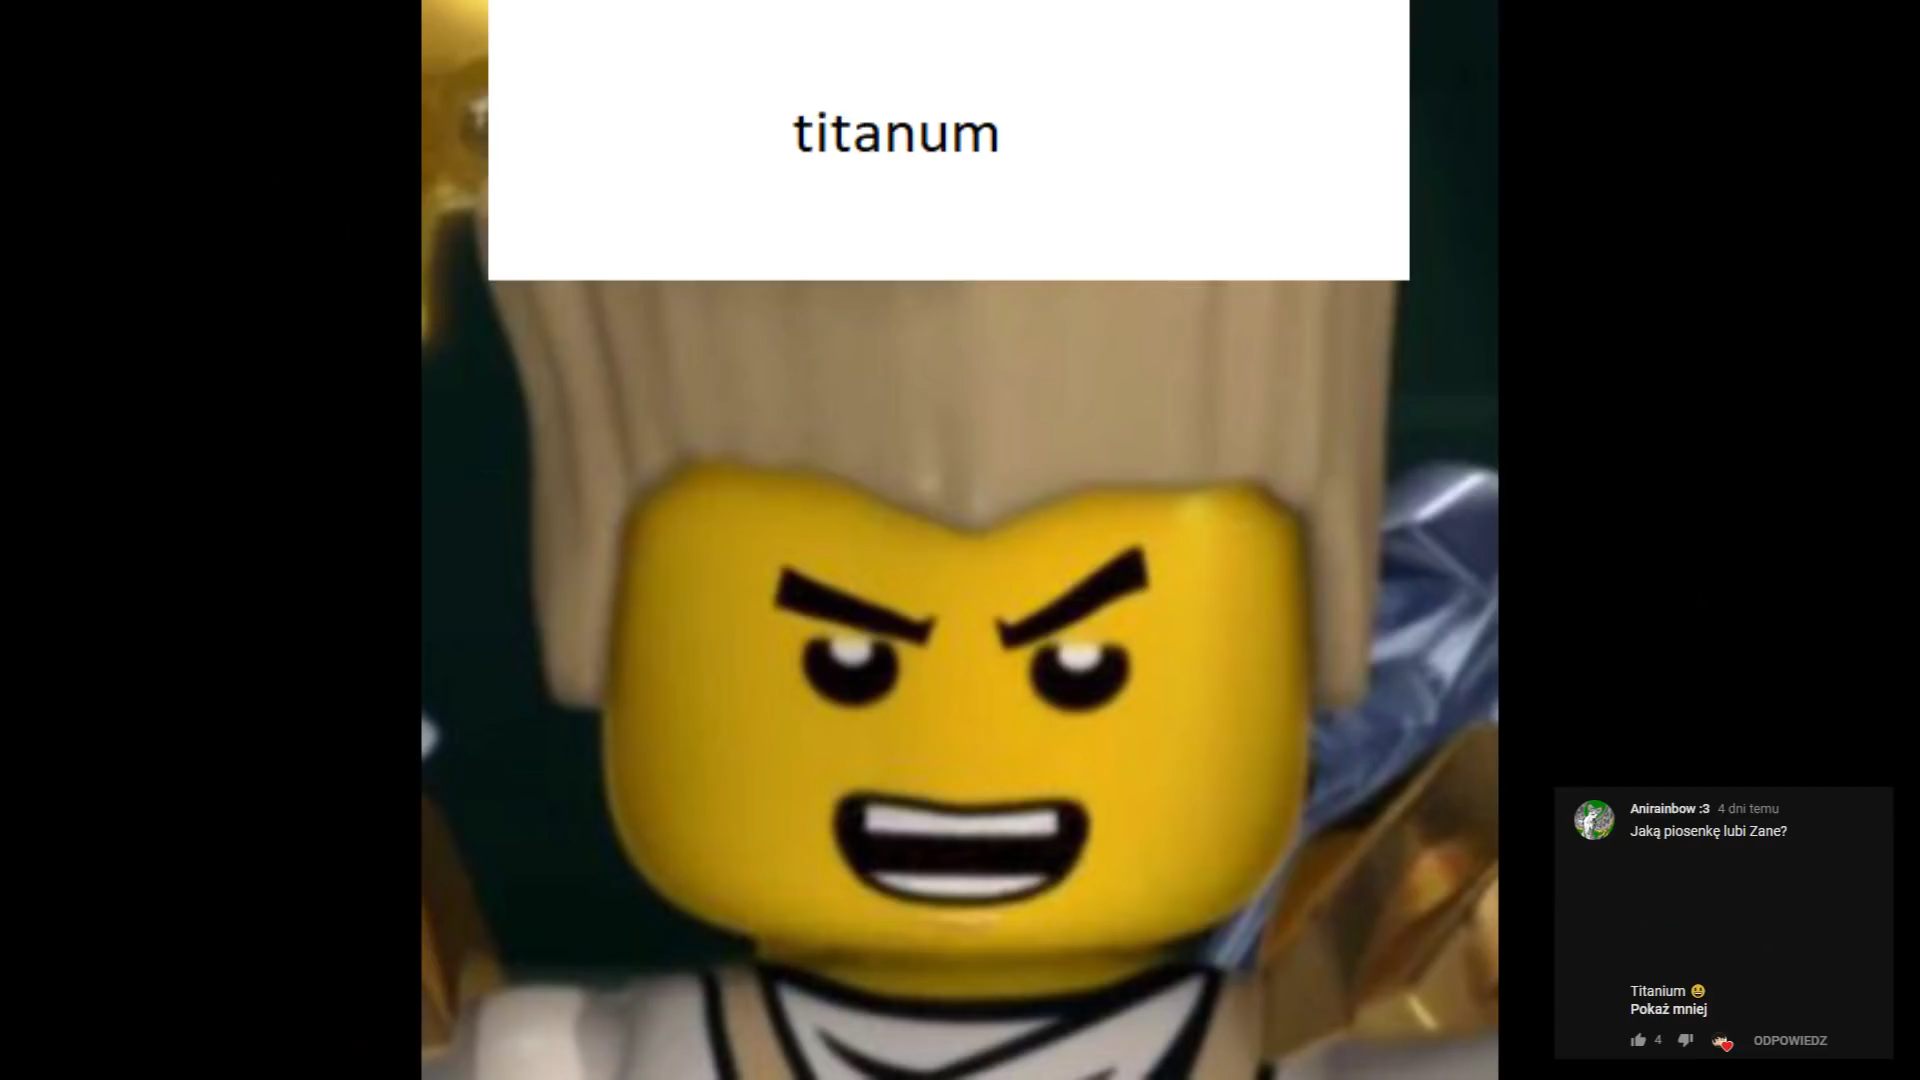 titanum
Anirainbow :3 4 dni temu
Jaką piosenkę lubi Zane?
Titanium 😃
Pokaż mniej
4 ODPOWIEDZ